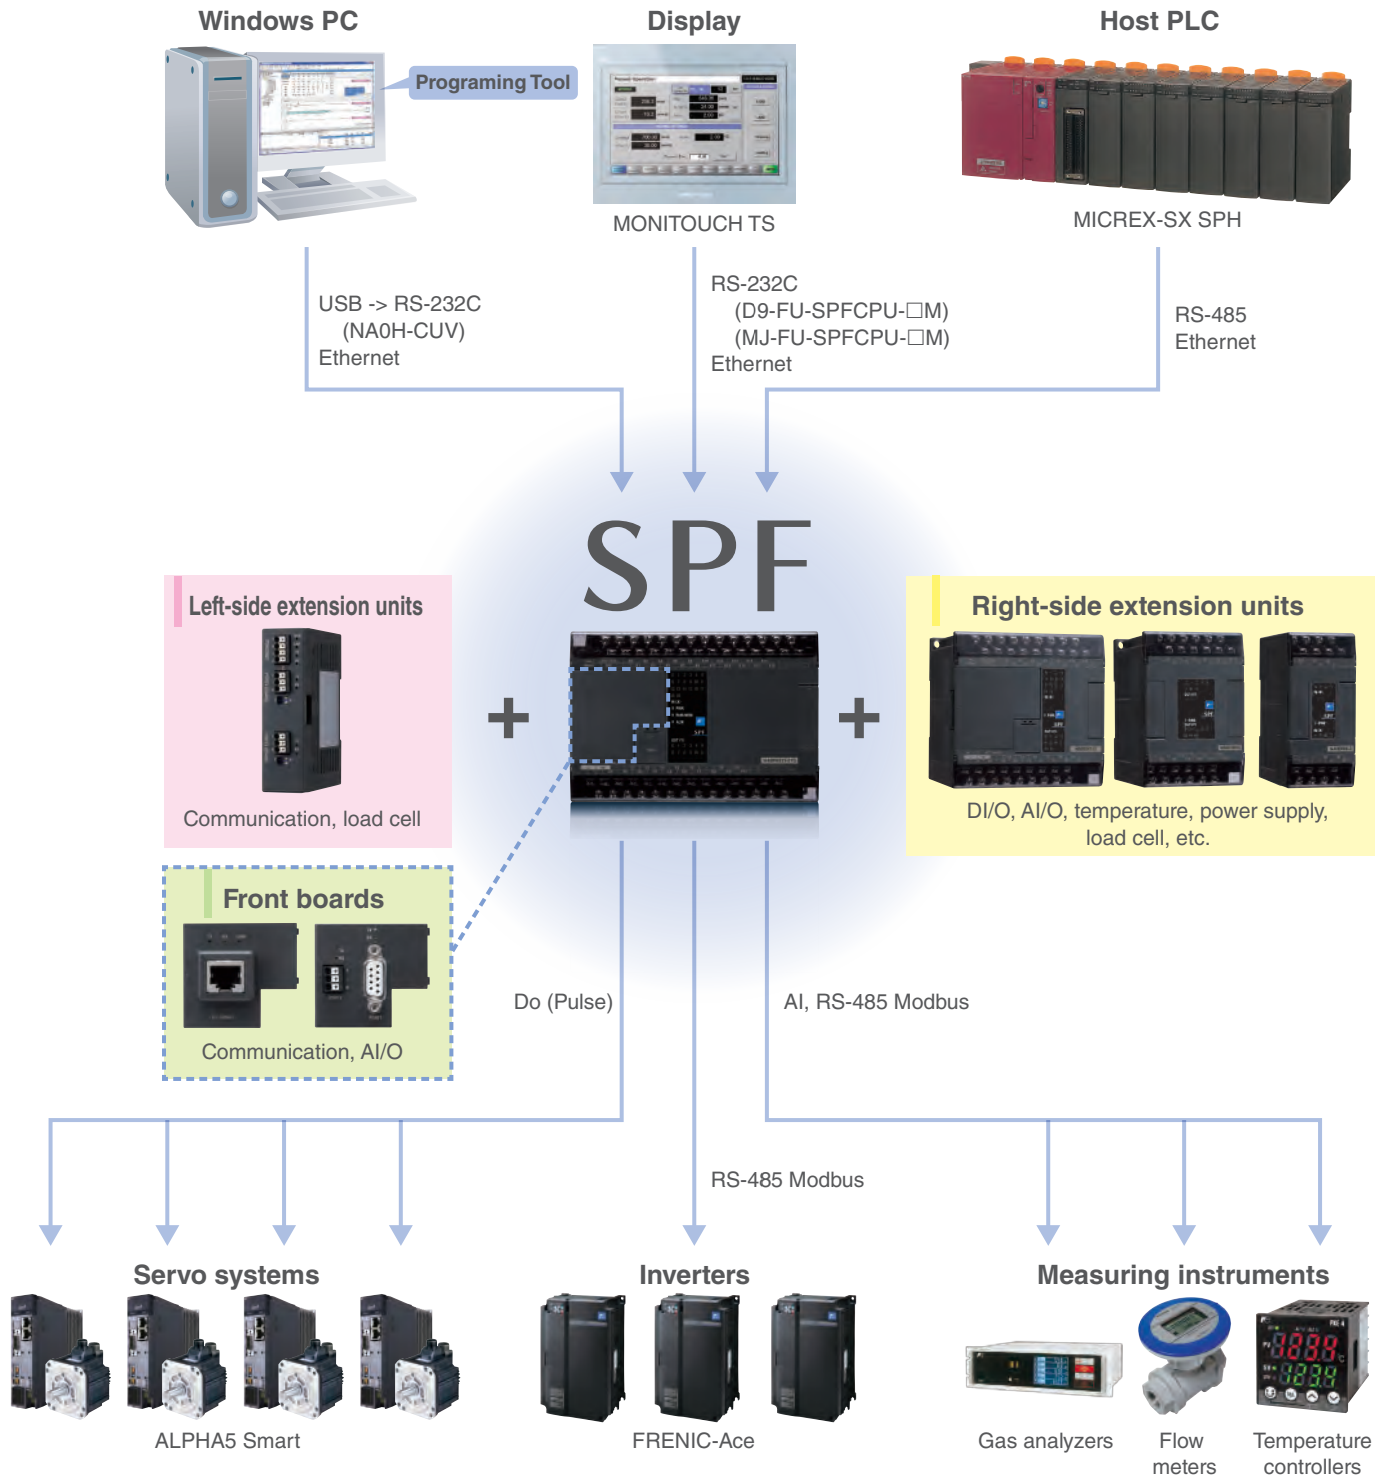 Windows PC
Display
Host PLC
Programing Tool
MONITOUCH TS
MICREX-SX SPH
USB -> RS-232C
(NA0H-CUV)
Ethernet
RS-232C
(D9-FU-SPFCPU-□M)
(MJ-FU-SPFCPU-□M)
Ethernet
RS-485
Ethernet
SPF
Left-side extension units
Communication, load cell
Right-side extension units
SPF
DI/O, AI/O, temperature, power supply,
load cell, etc.
Front boards
Communication, AI/O
Do (Pulse)
AI, RS-485 Modbus
RS-485 Modbus
Servo systems
Inverters
Measuring instruments
ALPHA5 Smart
FRENIC-Ace
Gas analyzers
Flow
meters
Temperature
controllers